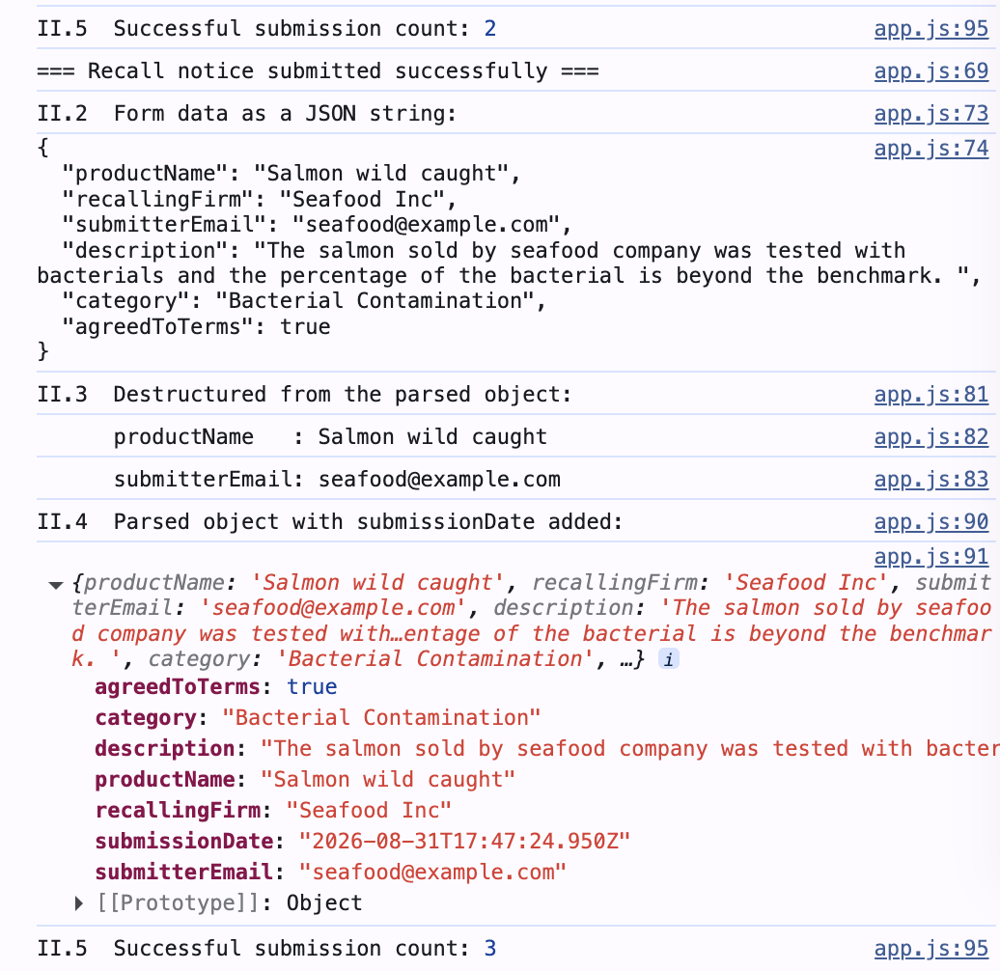 II.5  Successful submission count: 2 app.js:95
=== Recall notice submitted successfully === app.js:69
II.2  Form data as a JSON string: app.js:73
{ app.js:74
  "productName": "Salmon wild caught",
  "recallingFirm": "Seafood Inc",
  "submitterEmail": "seafood@example.com",
  "description": "The salmon sold by seafood company was tested with
bacterials and the percentage of the bacterial is beyond the benchmark. ",
  "category": "Bacterial Contamination",
  "agreedToTerms": true
}
II.3  Destructured from the parsed object: app.js:81
      productName   : Salmon wild caught app.js:82
      submitterEmail: seafood@example.com app.js:83
II.4  Parsed object with submissionDate added: app.js:90
app.js:91
{productName: 'Salmon wild caught', recallingFirm: 'Seafood Inc', submit
terEmail: 'seafood@example.com', description: 'The salmon sold by seafoo
d company was tested with…entage of the bacterial is beyond the benchmar
k. ', category: 'Bacterial Contamination', …} i
agreedToTerms: true
category: "Bacterial Contamination"
description: "The salmon sold by seafood company was tested with bacter
productName: "Salmon wild caught"
recallingFirm: "Seafood Inc"
submissionDate: "2026-08-31T17:47:24.950Z"
submitterEmail: "seafood@example.com"
[[Prototype]]: Object
II.5  Successful submission count: 3 app.js:95